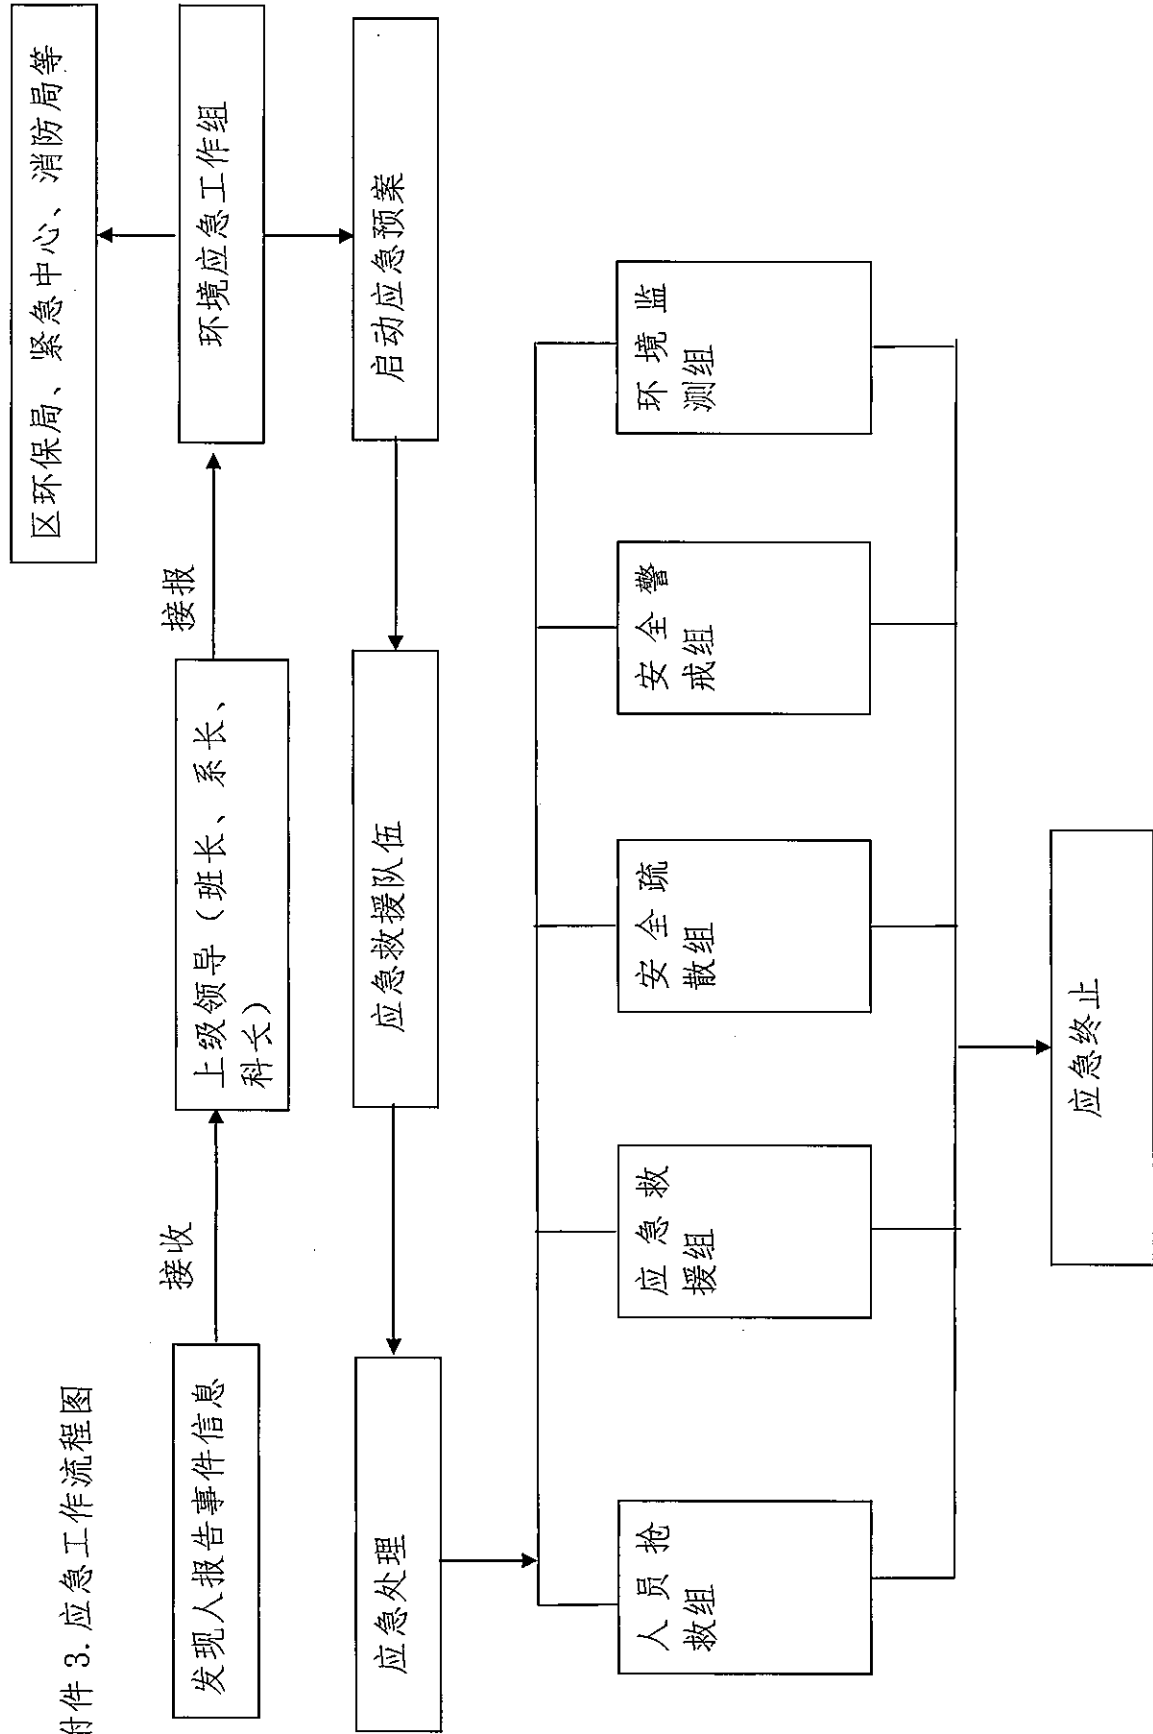 附件 3. 应急工作流程图
区环保局、紧急中心、消防局等
发现人报告事件信息
接收
上级领导（班长、系长、
科长）
接报
环境应急工作组
启动应急预案
应急救援队伍
应急处理
人员抢
救组
应急救
援组
安全疏
散组
安全警
戒组
环境监
测组
应急终止